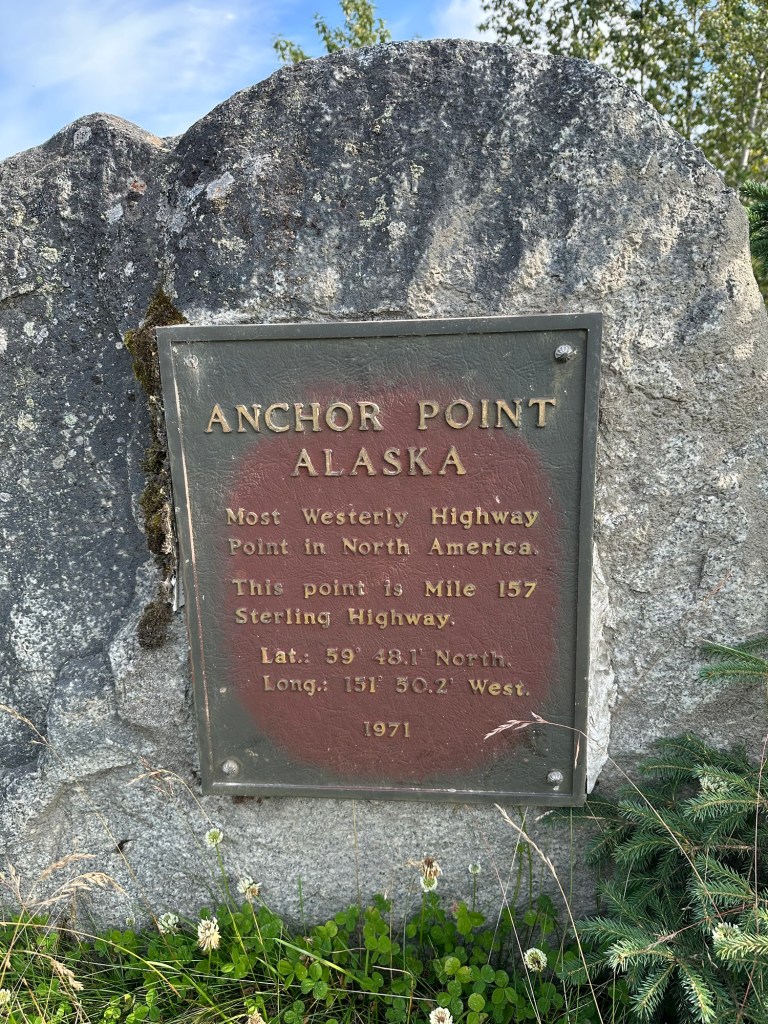 ANCHOR POINT
ALASKA
Most Westerly Highway
Point in North America.
This point is Mile 157
Sterling Highway.
Lat.: 59° 48.1' North.
Long.: 151° 50.2' West.
1971